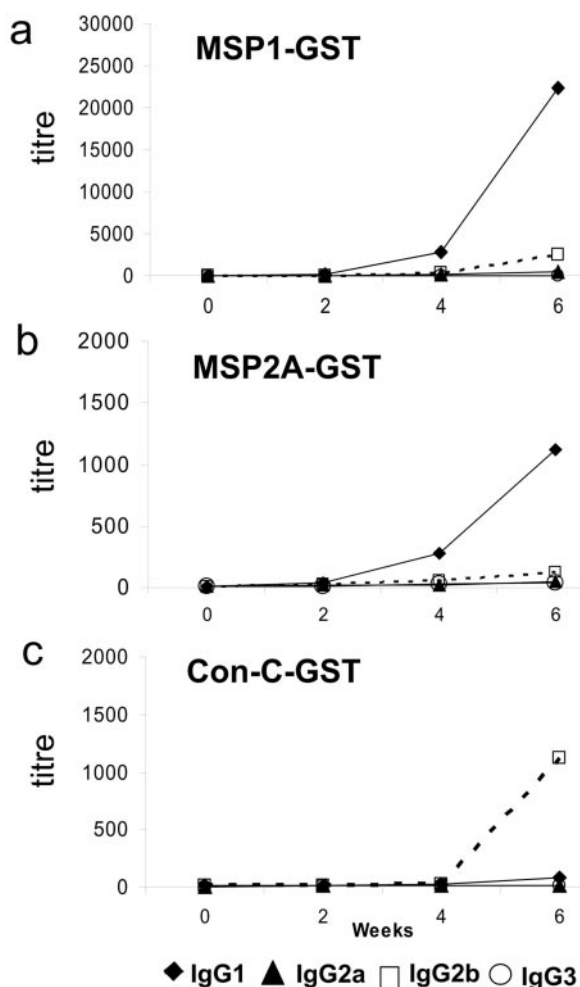 a
MSP1-GST
titre
30000
25000
20000
15000
10000
5000
0
0 2 4 6
b
MSP2A-GST
titre
2000
1500
1000
500
0
0 2 4 6
c
Con-C-GST
titre
2000
1500
1000
500
0
0 2 4 6
Weeks
IgG1 IgG2a IgG2b IgG3